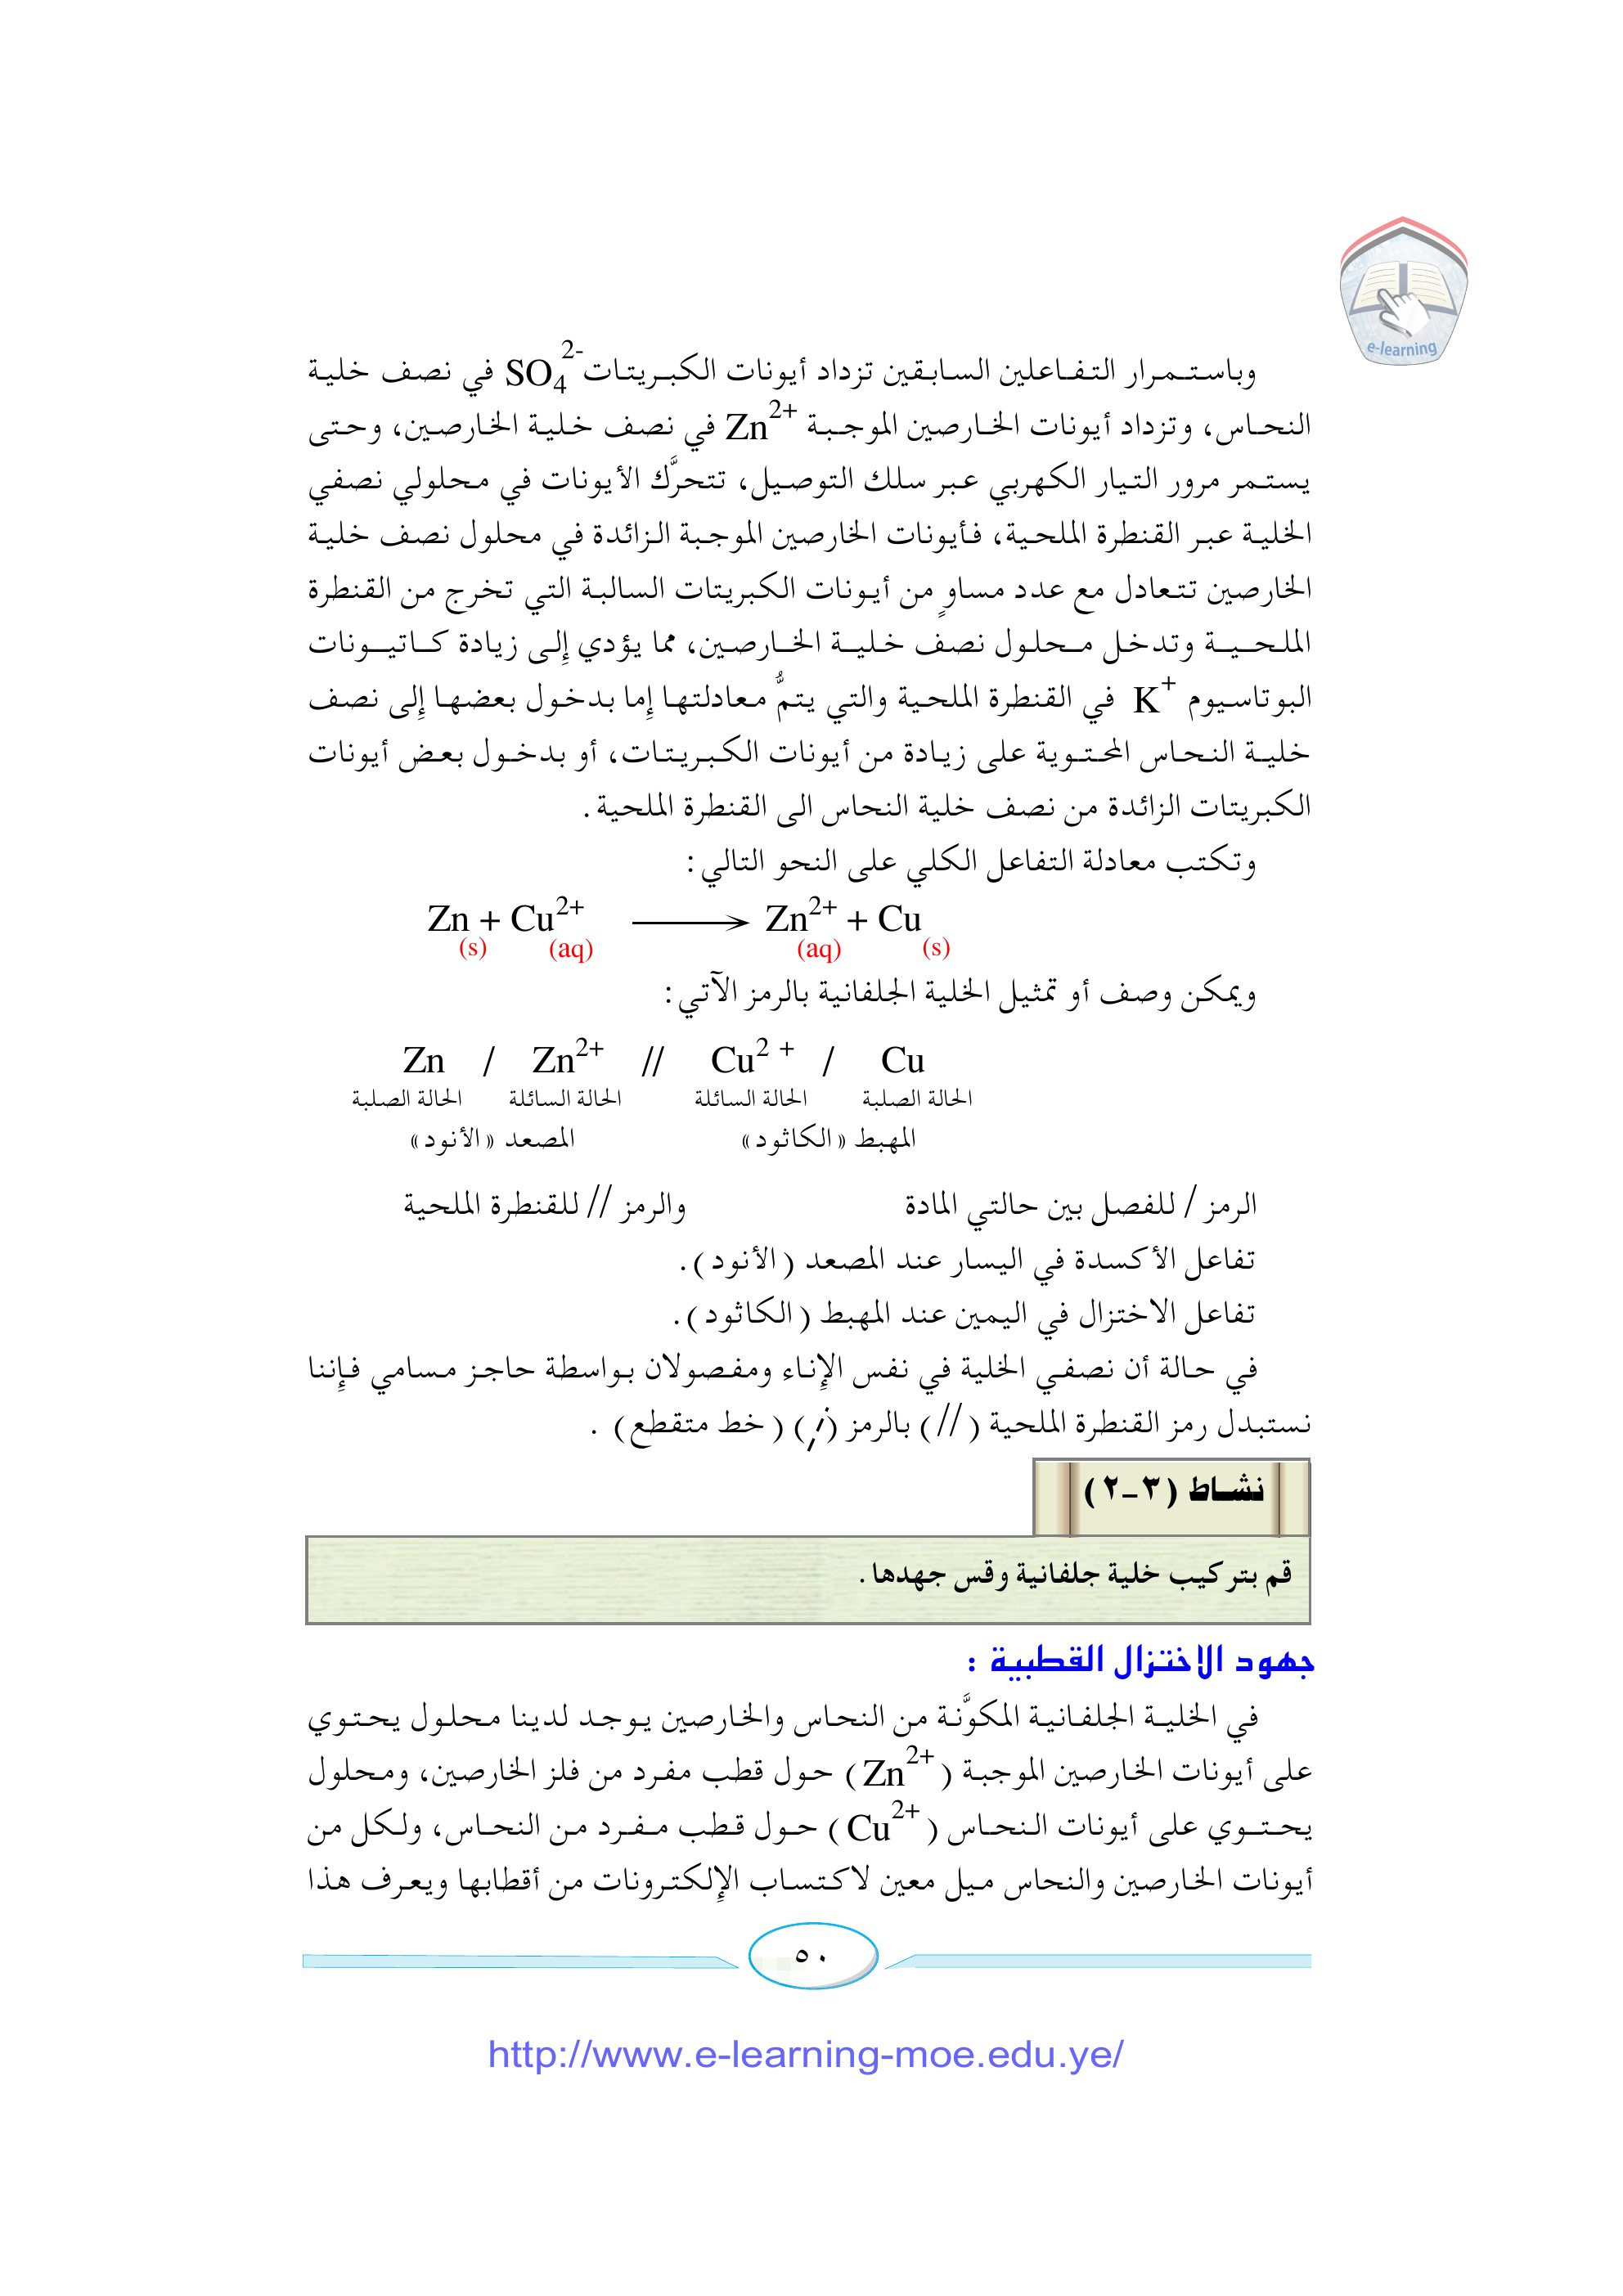 e-learning
وباستمرار التفاعلين السابقين تزداد أيونات الكبريتات SO₄²⁻ في نصف خلية
النحاس، وتزداد أيونات الخارصين الموجبة Zn²⁺ في نصف خلية الخارصين، وحتى
يستمر مرور التيار الكهربي عبر سلك التوصيل، تتحرَّك الأيونات في محلولي نصفي
الخلية عبر القنطرة الملحية، فأيونات الخارصين الموجبة الزائدة في محلول نصف خلية
الخارصين تتعادل مع عدد مساوٍ من أيونات الكبريتات السالبة التي تخرج من القنطرة
الملحية وتدخل محلول نصف خلية الخارصين، مما يؤدي إلى زيادة كاتيونات
البوتاسيوم K⁺ في القنطرة الملحية والتي يتمُّ معادلتها إما بدخول بعضها إلى نصف
خلية النحاس المحتوية على زيادة من أيونات الكبريتات، أو بدخول بعض أيونات
الكبريتات الزائدة من نصف خلية النحاس الى القنطرة الملحية.
وتكتب معادلة التفاعل الكلي على النحو التالي:
Zn + Cu²⁺ ⟶ Zn²⁺ + Cu
(s) (aq) (aq) (s)
ويمكن وصف أو تمثيل الخلية الجلفانية بالرمز الآتي:
Zn / Zn²⁺ // Cu²⁺ / Cu
الحالة الصلبة الحالة السائلة الحالة السائلة الحالة الصلبة
المصعد «الأنود» المهبط «الكاثود»
الرمز / للفصل بين حالتي المادة والرمز // للقنطرة الملحية
تفاعل الأكسدة في اليسار عند المصعد (الأنود).
تفاعل الاختزال في اليمين عند المهبط (الكاثود).
في حالة أن نصفي الخلية في نفس الإناء ومفصولان بواسطة حاجز مسامي فإننا
نستبدل رمز القنطرة الملحية (//) بالرمز (¦) (خط متقطع).
نشاط (٣-٢)
قم بتركيب خلية جلفانية وقس جهدها.
جهود الاختزال القطبية :
في الخلية الجلفانية المكوَّنة من النحاس والخارصين يوجد لدينا محلول يحتوي
على أيونات الخارصين الموجبة (Zn²⁺) حول قطب مفرد من فلز الخارصين، ومحلول
يحتوي على أيونات النحاس (Cu²⁺) حول قطب مفرد من النحاس، ولكل من
أيونات الخارصين والنحاس ميل معين لاكتساب الإلكترونات من أقطابها ويعرف هذا
٥٠
http://www.e-learning-moe.edu.ye/